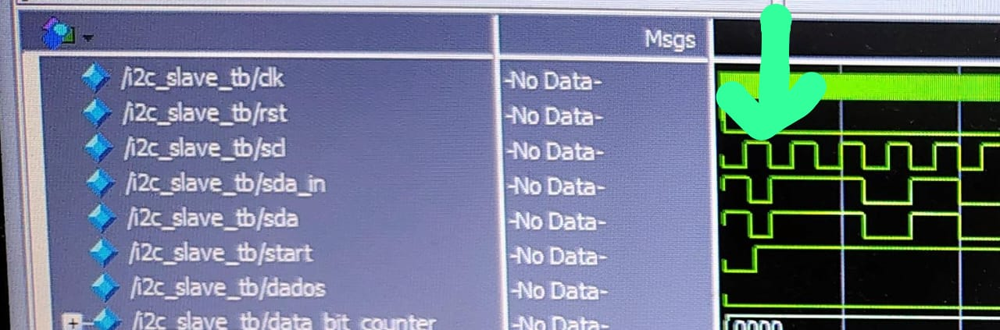 Msgs
/i2c_slave_tb/clk -No Data-
/i2c_slave_tb/rst -No Data-
/i2c_slave_tb/scl -No Data-
/i2c_slave_tb/sda_in -No Data-
/i2c_slave_tb/sda -No Data-
/i2c_slave_tb/start -No Data-
/i2c_slave_tb/dados -No Data-
/i2c_slave_tb/data_bit_counter -No Data- 0000